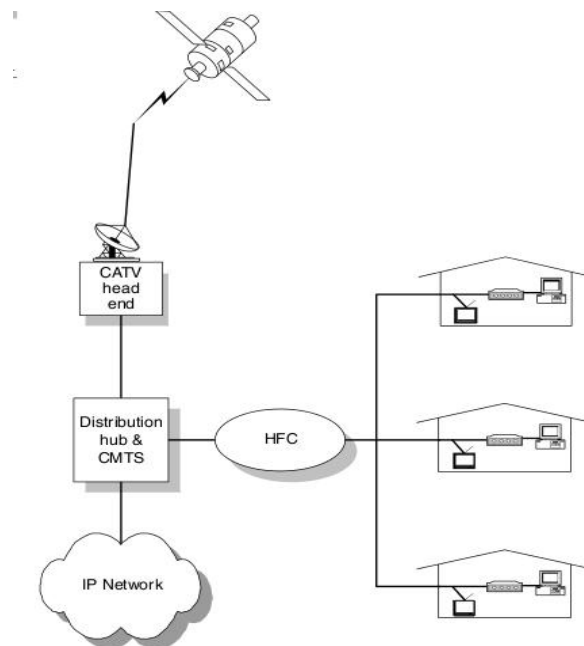 CATV
head
end
Distribution
hub &
CMTS
HFC
IP Network